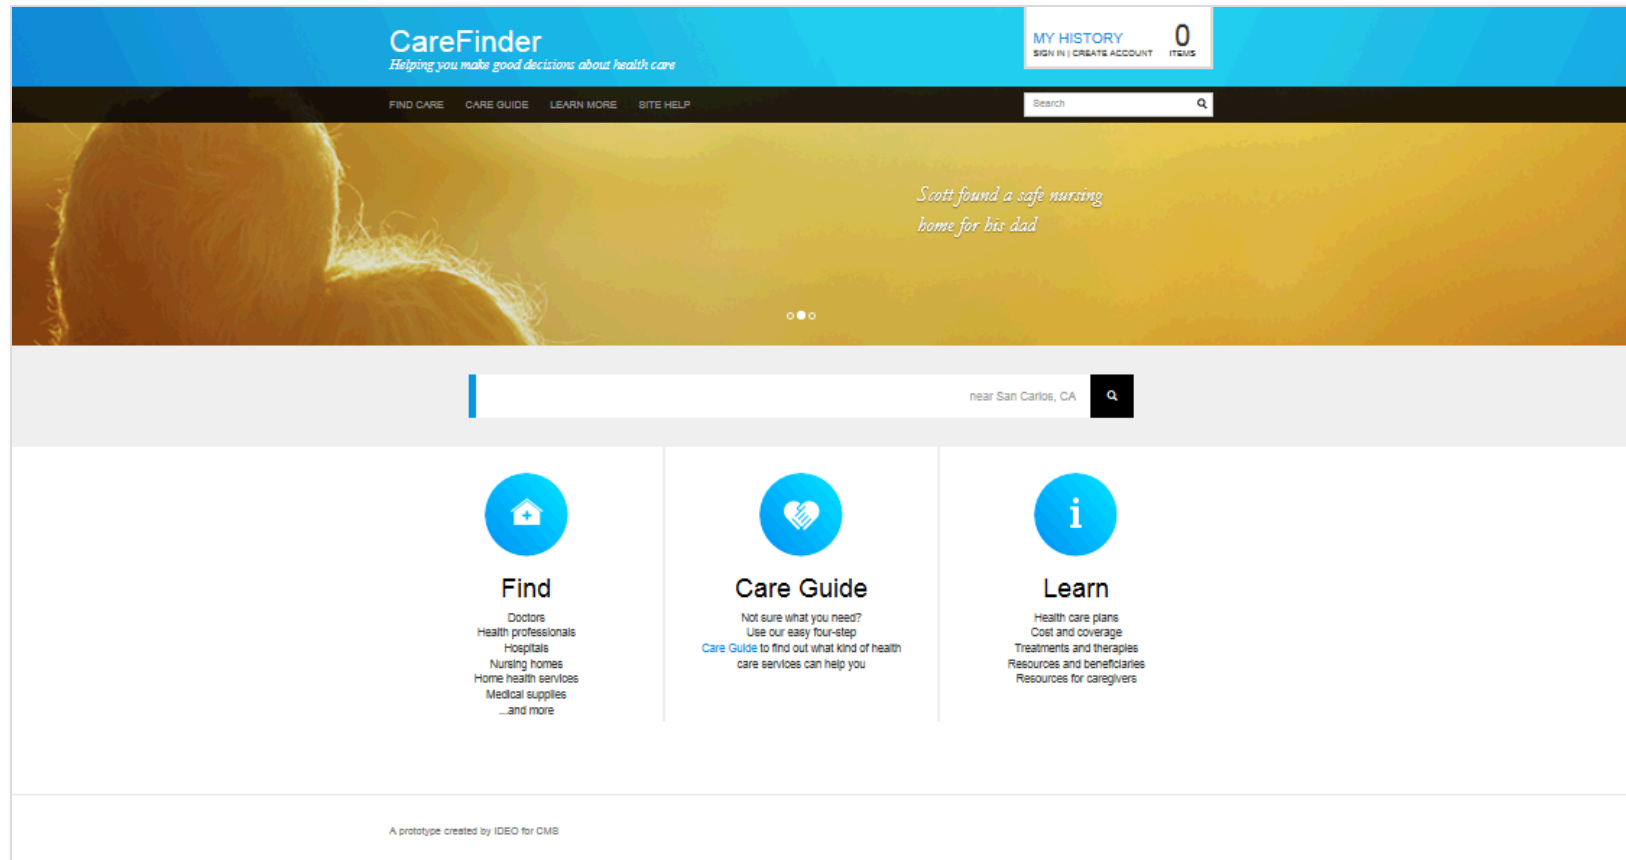 CareFinder
Helping you make good decisions about health care
MY HISTORY
SIGN IN | CREATE ACCOUNT
0
ITEMS
FIND CARE CARE GUIDE LEARN MORE SITE HELP
Search
Scott found a safe nursing
home for his dad
near San Carlos, CA
Find
Doctors
Health professionals
Hospitals
Nursing homes
Home health services
Medical supplies
...and more
Care Guide
Not sure what you need?
Use our easy four-step
Care Guide to find out what kind of health
care services can help you
Learn
Health care plans
Cost and coverage
Treatments and therapies
Resources and beneficiaries
Resources for caregivers
A prototype created by IDEO for CMS